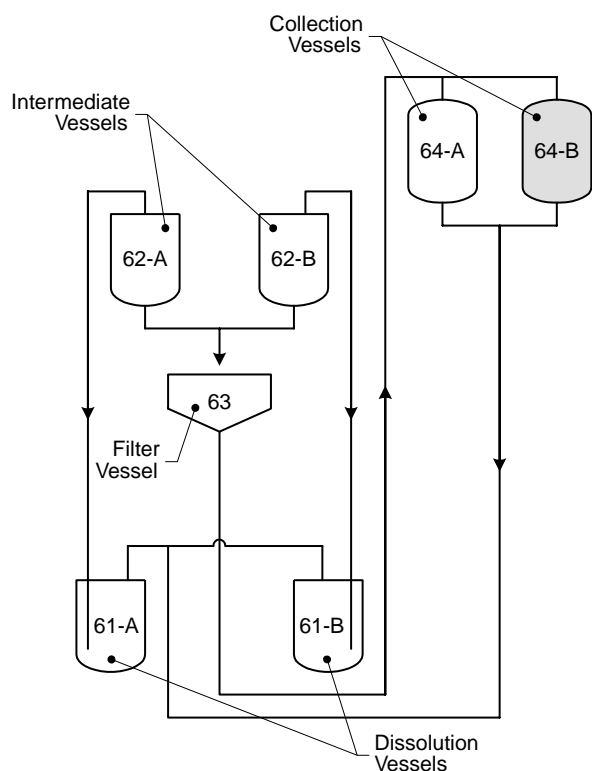 Collection
Vessels
Intermediate
Vessels
64-A
64-B
62-A
62-B
63
Filter
Vessel
61-A
61-B
Dissolution
Vessels